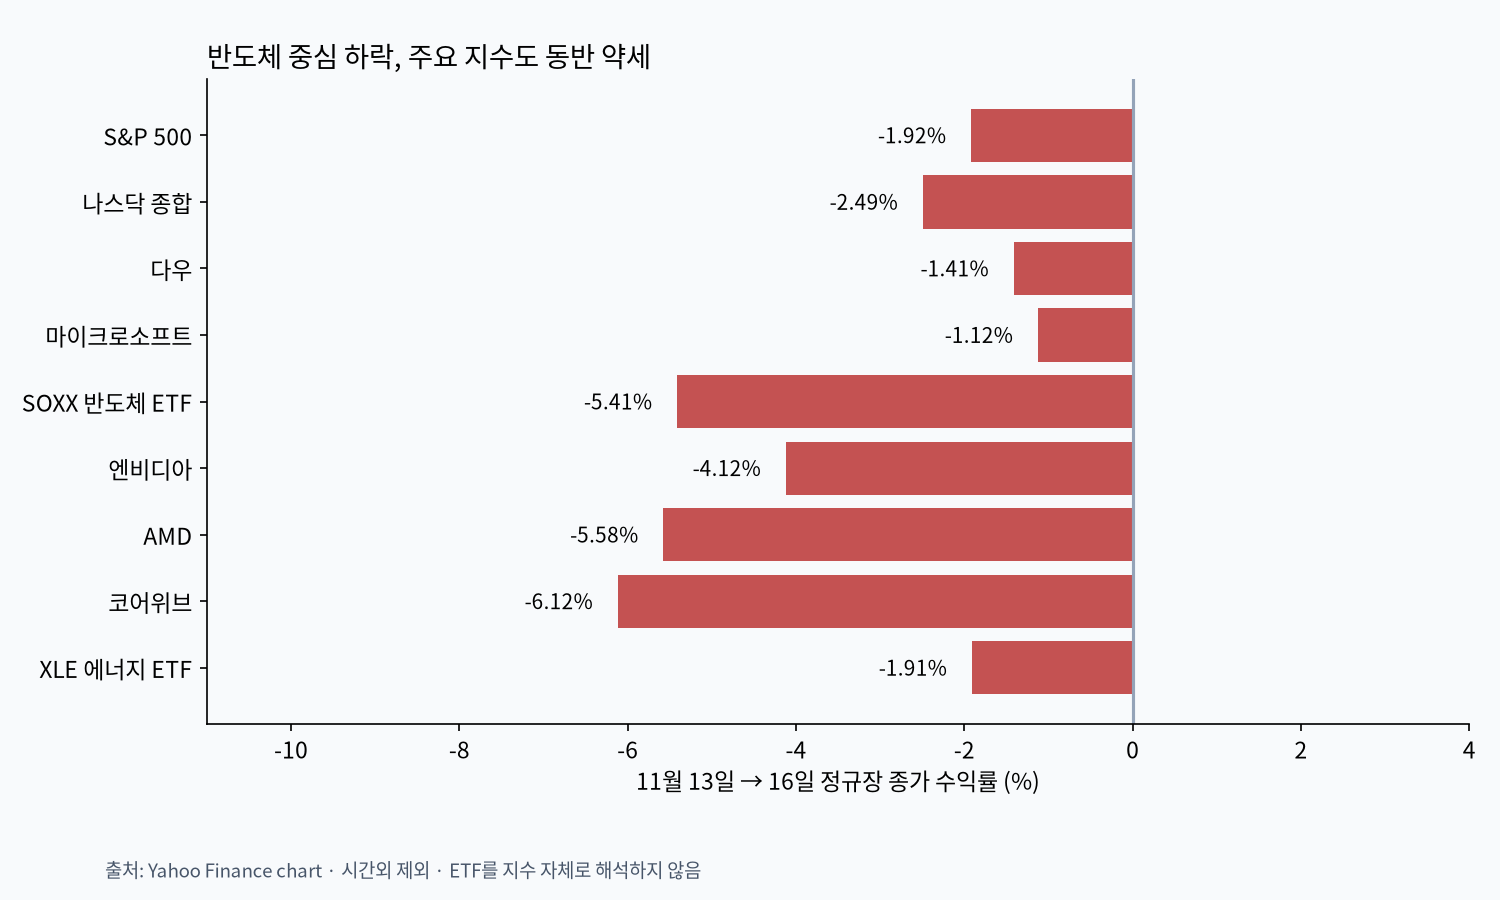 반도체 중심 하락, 주요 지수도 동반 약세
S&P 500
-1.92%
나스닥 종합
-2.49%
다우
-1.41%
마이크로소프트
-1.12%
SOXX 반도체 ETF
-5.41%
엔비디아
-4.12%
AMD
-5.58%
코어위브
-6.12%
XLE 에너지 ETF
-1.91%
-10 -8 -6 -4 -2 0 2 4
11월 13일 → 16일 정규장 종가 수익률 (%)
출처: Yahoo Finance chart · 시간외 제외 · ETF를 지수 자체로 해석하지 않음